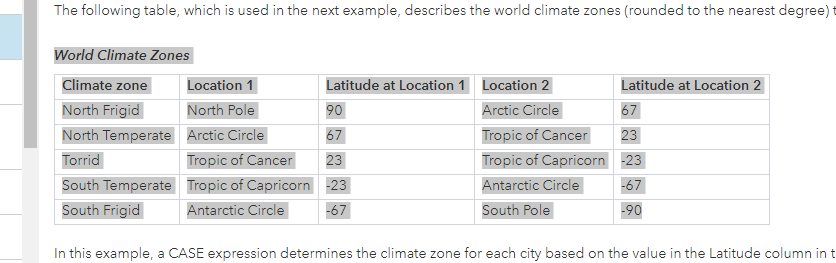 The following table, which is used in the next example, describes the world climate zones (rounded to the nearest degree)
World Climate Zones
Climate zone Location 1 Latitude at Location 1 Location 2 Latitude at Location 2
North Frigid North Pole 90 Arctic Circle 67
North Temperate Arctic Circle 67 Tropic of Cancer 23
Torrid Tropic of Cancer 23 Tropic of Capricorn -23
South Temperate Tropic of Capricorn -23 Antarctic Circle -67
South Frigid Antarctic Circle -67 South Pole -90
In this example, a CASE expression determines the climate zone for each city based on the value in the Latitude column in